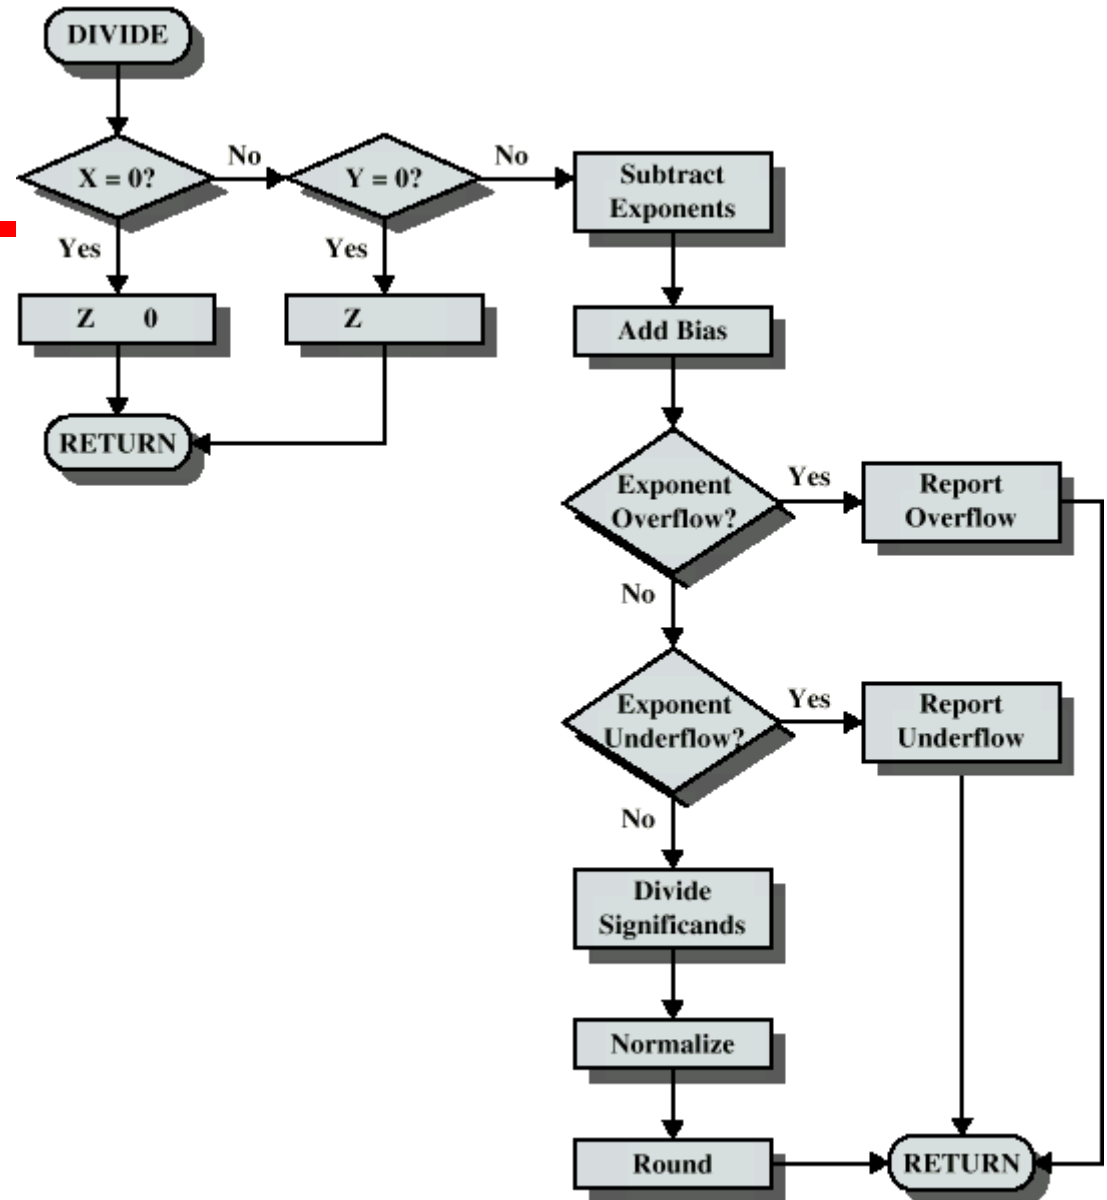 DIVIDE
X = 0?
No
Y = 0?
No
Subtract
Exponents
Yes
Yes
Z 0
Z
Add Bias
RETURN
Exponent
Overflow?
Yes
Report
Overflow
No
Exponent
Underflow?
Yes
Report
Underflow
No
Divide
Significands
Normalize
Round
RETURN